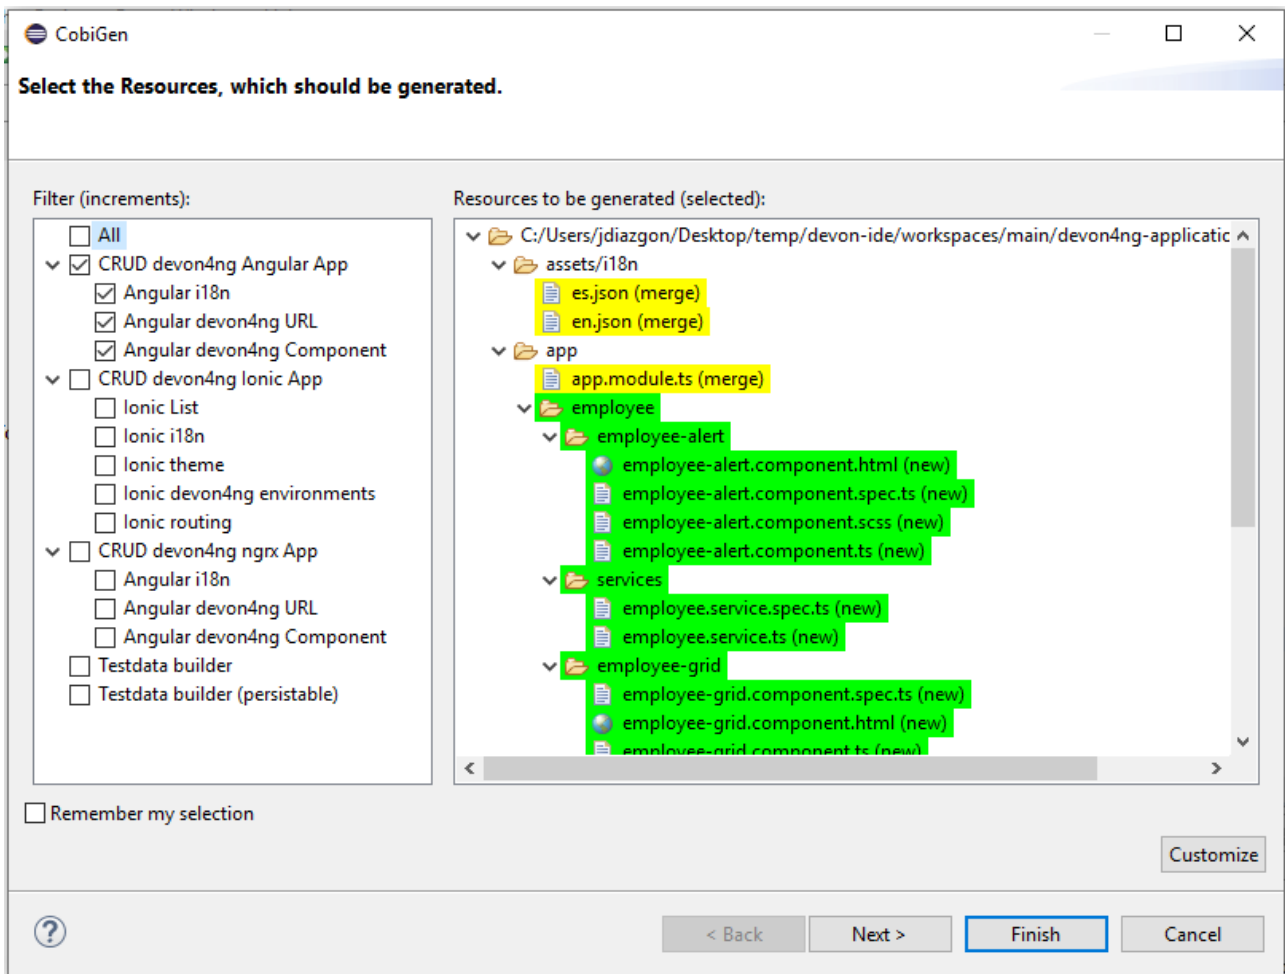 CobiGen
Select the Resources, which should be generated.
Filter (increments):
All
CRUD devon4ng Angular App
Angular i18n
Angular devon4ng URL
Angular devon4ng Component
CRUD devon4ng Ionic App
Ionic List
Ionic i18n
Ionic theme
Ionic devon4ng environments
Ionic routing
CRUD devon4ng ngrx App
Angular i18n
Angular devon4ng URL
Angular devon4ng Component
Testdata builder
Testdata builder (persistable)
Resources to be generated (selected):
C:/Users/jdiazgon/Desktop/temp/devon-ide/workspaces/main/devon4ng-applicatic
assets/i18n
es.json (merge)
en.json (merge)
app
app.module.ts (merge)
employee
employee-alert
employee-alert.component.html (new)
employee-alert.component.spec.ts (new)
employee-alert.component.scss (new)
employee-alert.component.ts (new)
services
employee.service.spec.ts (new)
employee.service.ts (new)
employee-grid
employee-grid.component.spec.ts (new)
employee-grid.component.html (new)
employee-grid.component.ts (new)
Remember my selection
Customize
?
< Back
Next >
Finish
Cancel